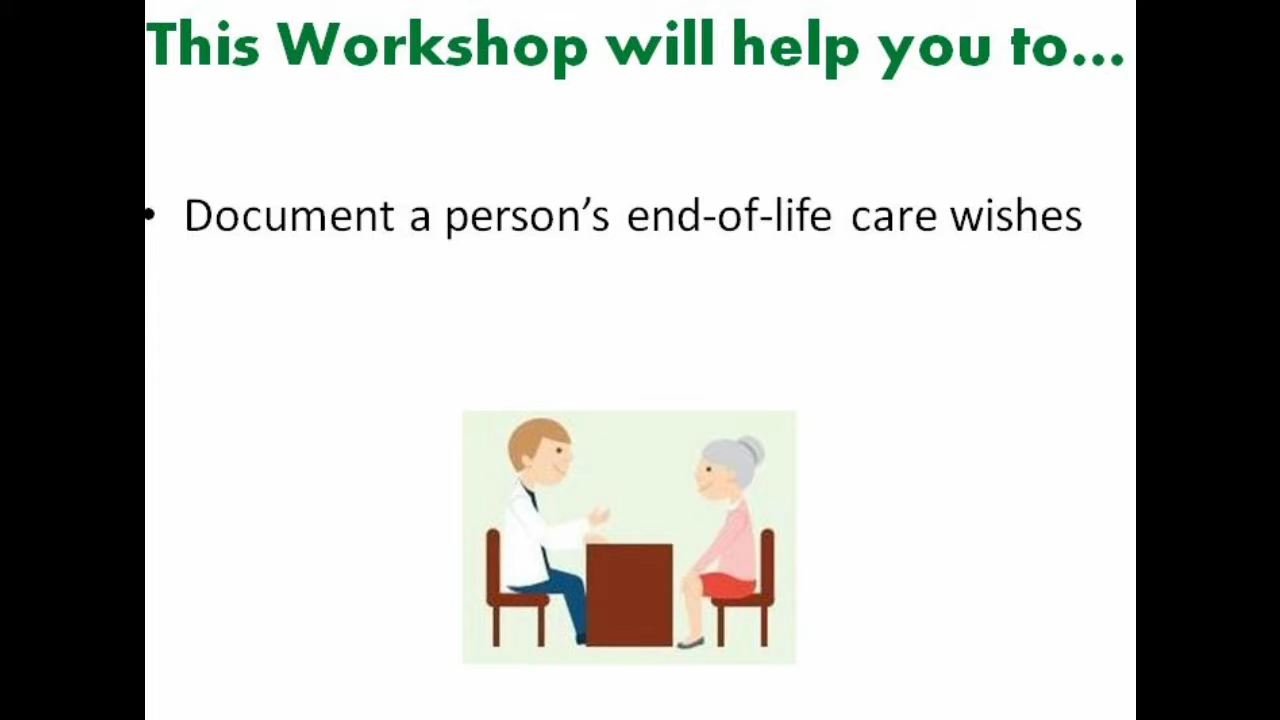 This Workshop will help you to...
• Document a person’s end-of-life care wishes